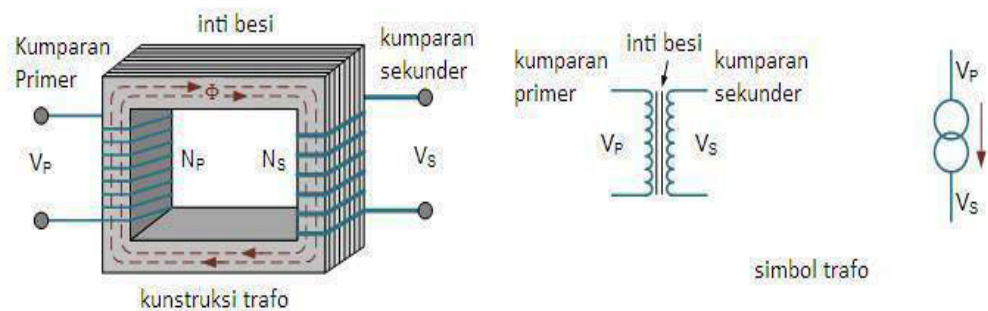 inti besi
Kumparan
Primer
kumparan
sekunder
Φ
VP
NP
NS
VS
kunstruksi trafo
kumparan
primer
inti besi
kumparan
sekunder
VP
VS
VP
VS
simbol trafo